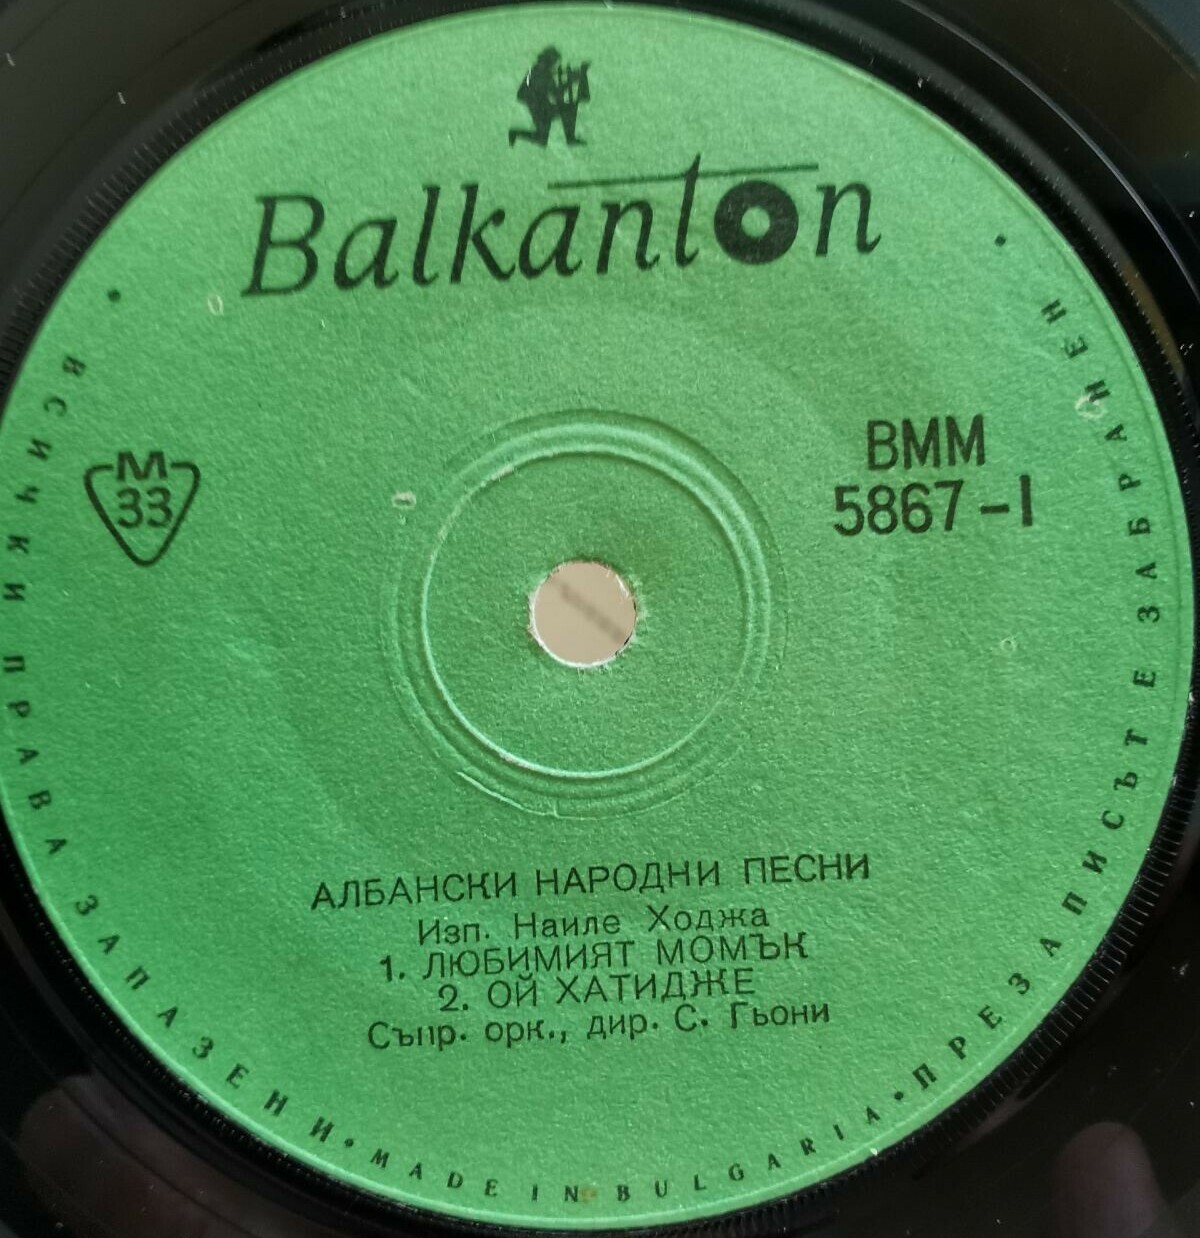 Balkanton
M
33
ВММ
5867-I
АЛБАНСКИ НАРОДНИ ПЕСНИ
Изп. Наиле Ходжа
1. ЛЮБИМИЯТ МОМЪК
2. ОЙ ХАТИДЖЕ
Съпр. орк., дир. С. Гьони
• ВСИЧКИ ПРАВА ЗАПАЗЕНИ • MADE IN BULGARIA • ПРЕЗАПИСЪТ Е ЗАБРАНЕН •